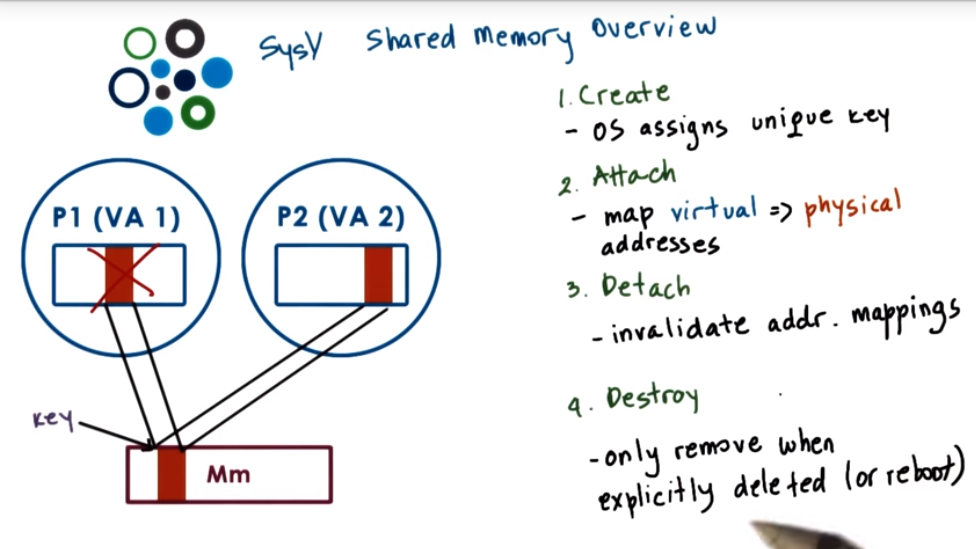 SysV Shared Memory Overview
1. Create
- OS assigns unique key
2. Attach
- map virtual => physical
addresses
3. Detach
- invalidate addr. mappings
4. Destroy
- only remove when
explicitly deleted (or reboot)
P1 (VA 1)
P2 (VA 2)
key
Mm